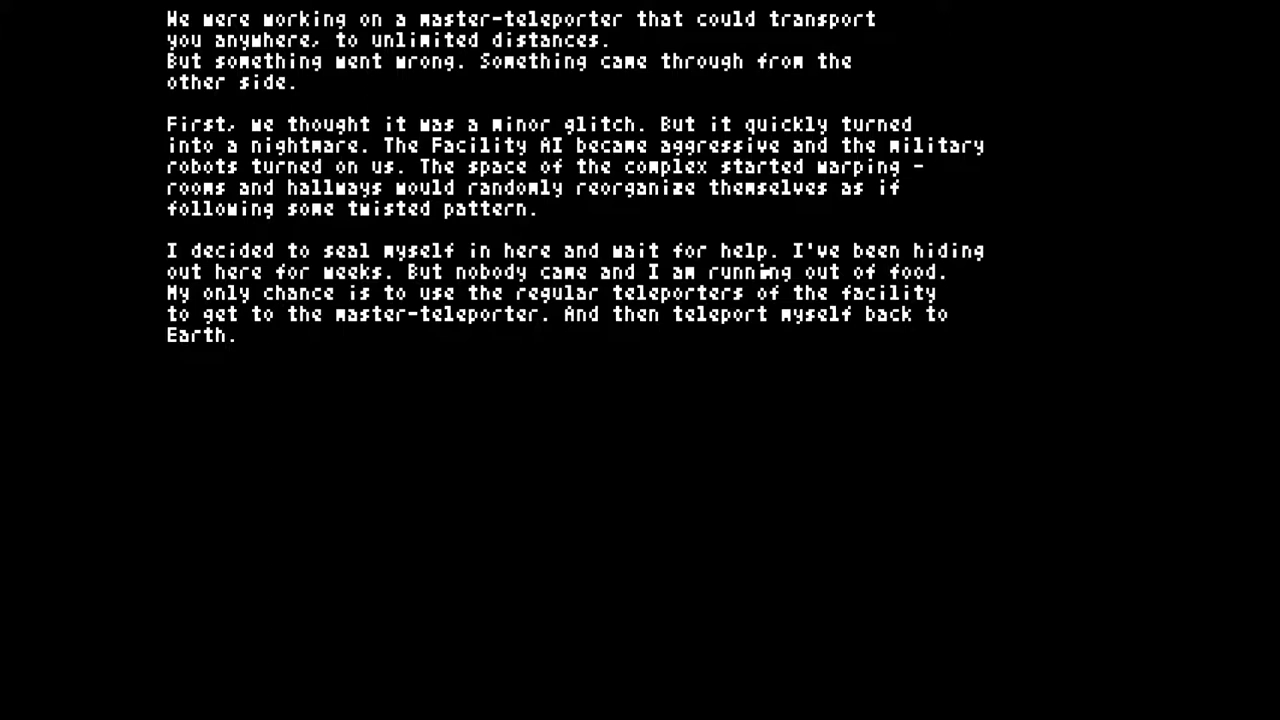 We were working on a master-teleporter that could transport
you anywhere, to unlimited distances.
But something went wrong. Something came through from the
other side.
First, we thought it was a minor glitch. But it quickly turned
into a nightmare. The Facility AI became aggressive and the military
robots turned on us. The space of the complex started warping -
rooms and hallways would randomly reorganize themselves as if
following some twisted pattern.
I decided to seal myself in here and wait for help. I've been hiding
out here for weeks. But nobody came and I am running out of food.
My only chance is to use the regular teleporters of the facility
to get to the master-teleporter. And then teleport myself back to
Earth.